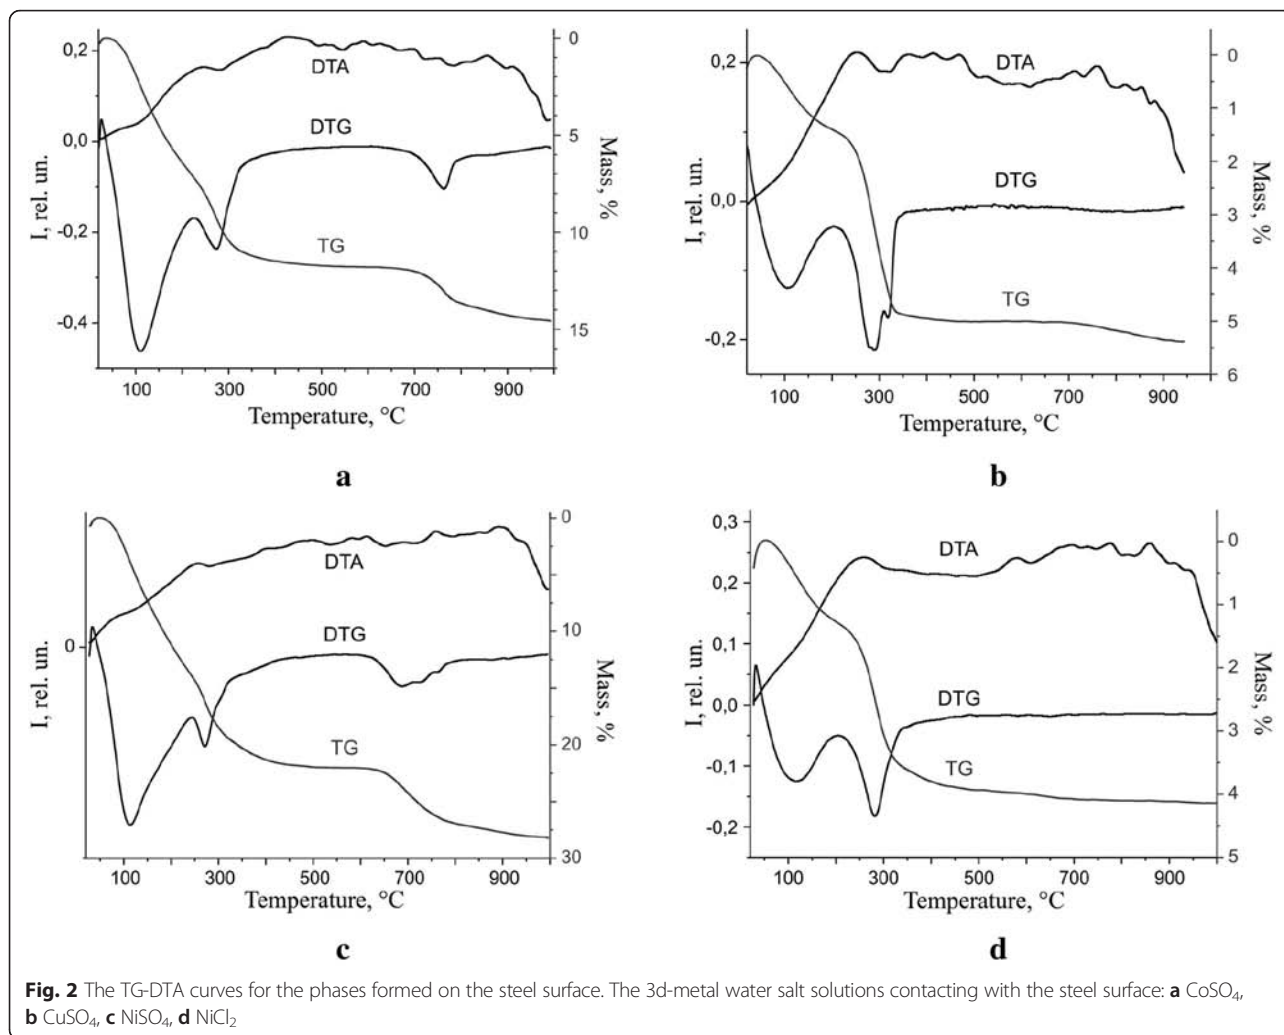 0,2
0,0
-0,2
-0,4
I, rel. un.
DTA
DTG
TG
0
5
10
15
Mass, %
100 300 500 700 900
Temperature, °C
a
0,2
0,0
-0,2
I, rel. un.
DTA
DTG
TG
0
1
2
3
4
5
6
Mass, %
100 300 500 700 900
Temperature, °C
b
0
I, rel. un.
DTA
DTG
TG
0
10
20
30
Mass, %
100 300 500 700 900
Temperature, °C
c
0,3
0,2
0,1
0,0
-0,1
-0,2
I, rel. un.
DTA
DTG
TG
0
1
2
3
4
5
Mass, %
100 300 500 700 900
Temperature, °C
d
Fig. 2 The TG-DTA curves for the phases formed on the steel surface. The 3d-metal water salt solutions contacting with the steel surface: a CoSO₄,
b CuSO₄, c NiSO₄, d NiCl₂